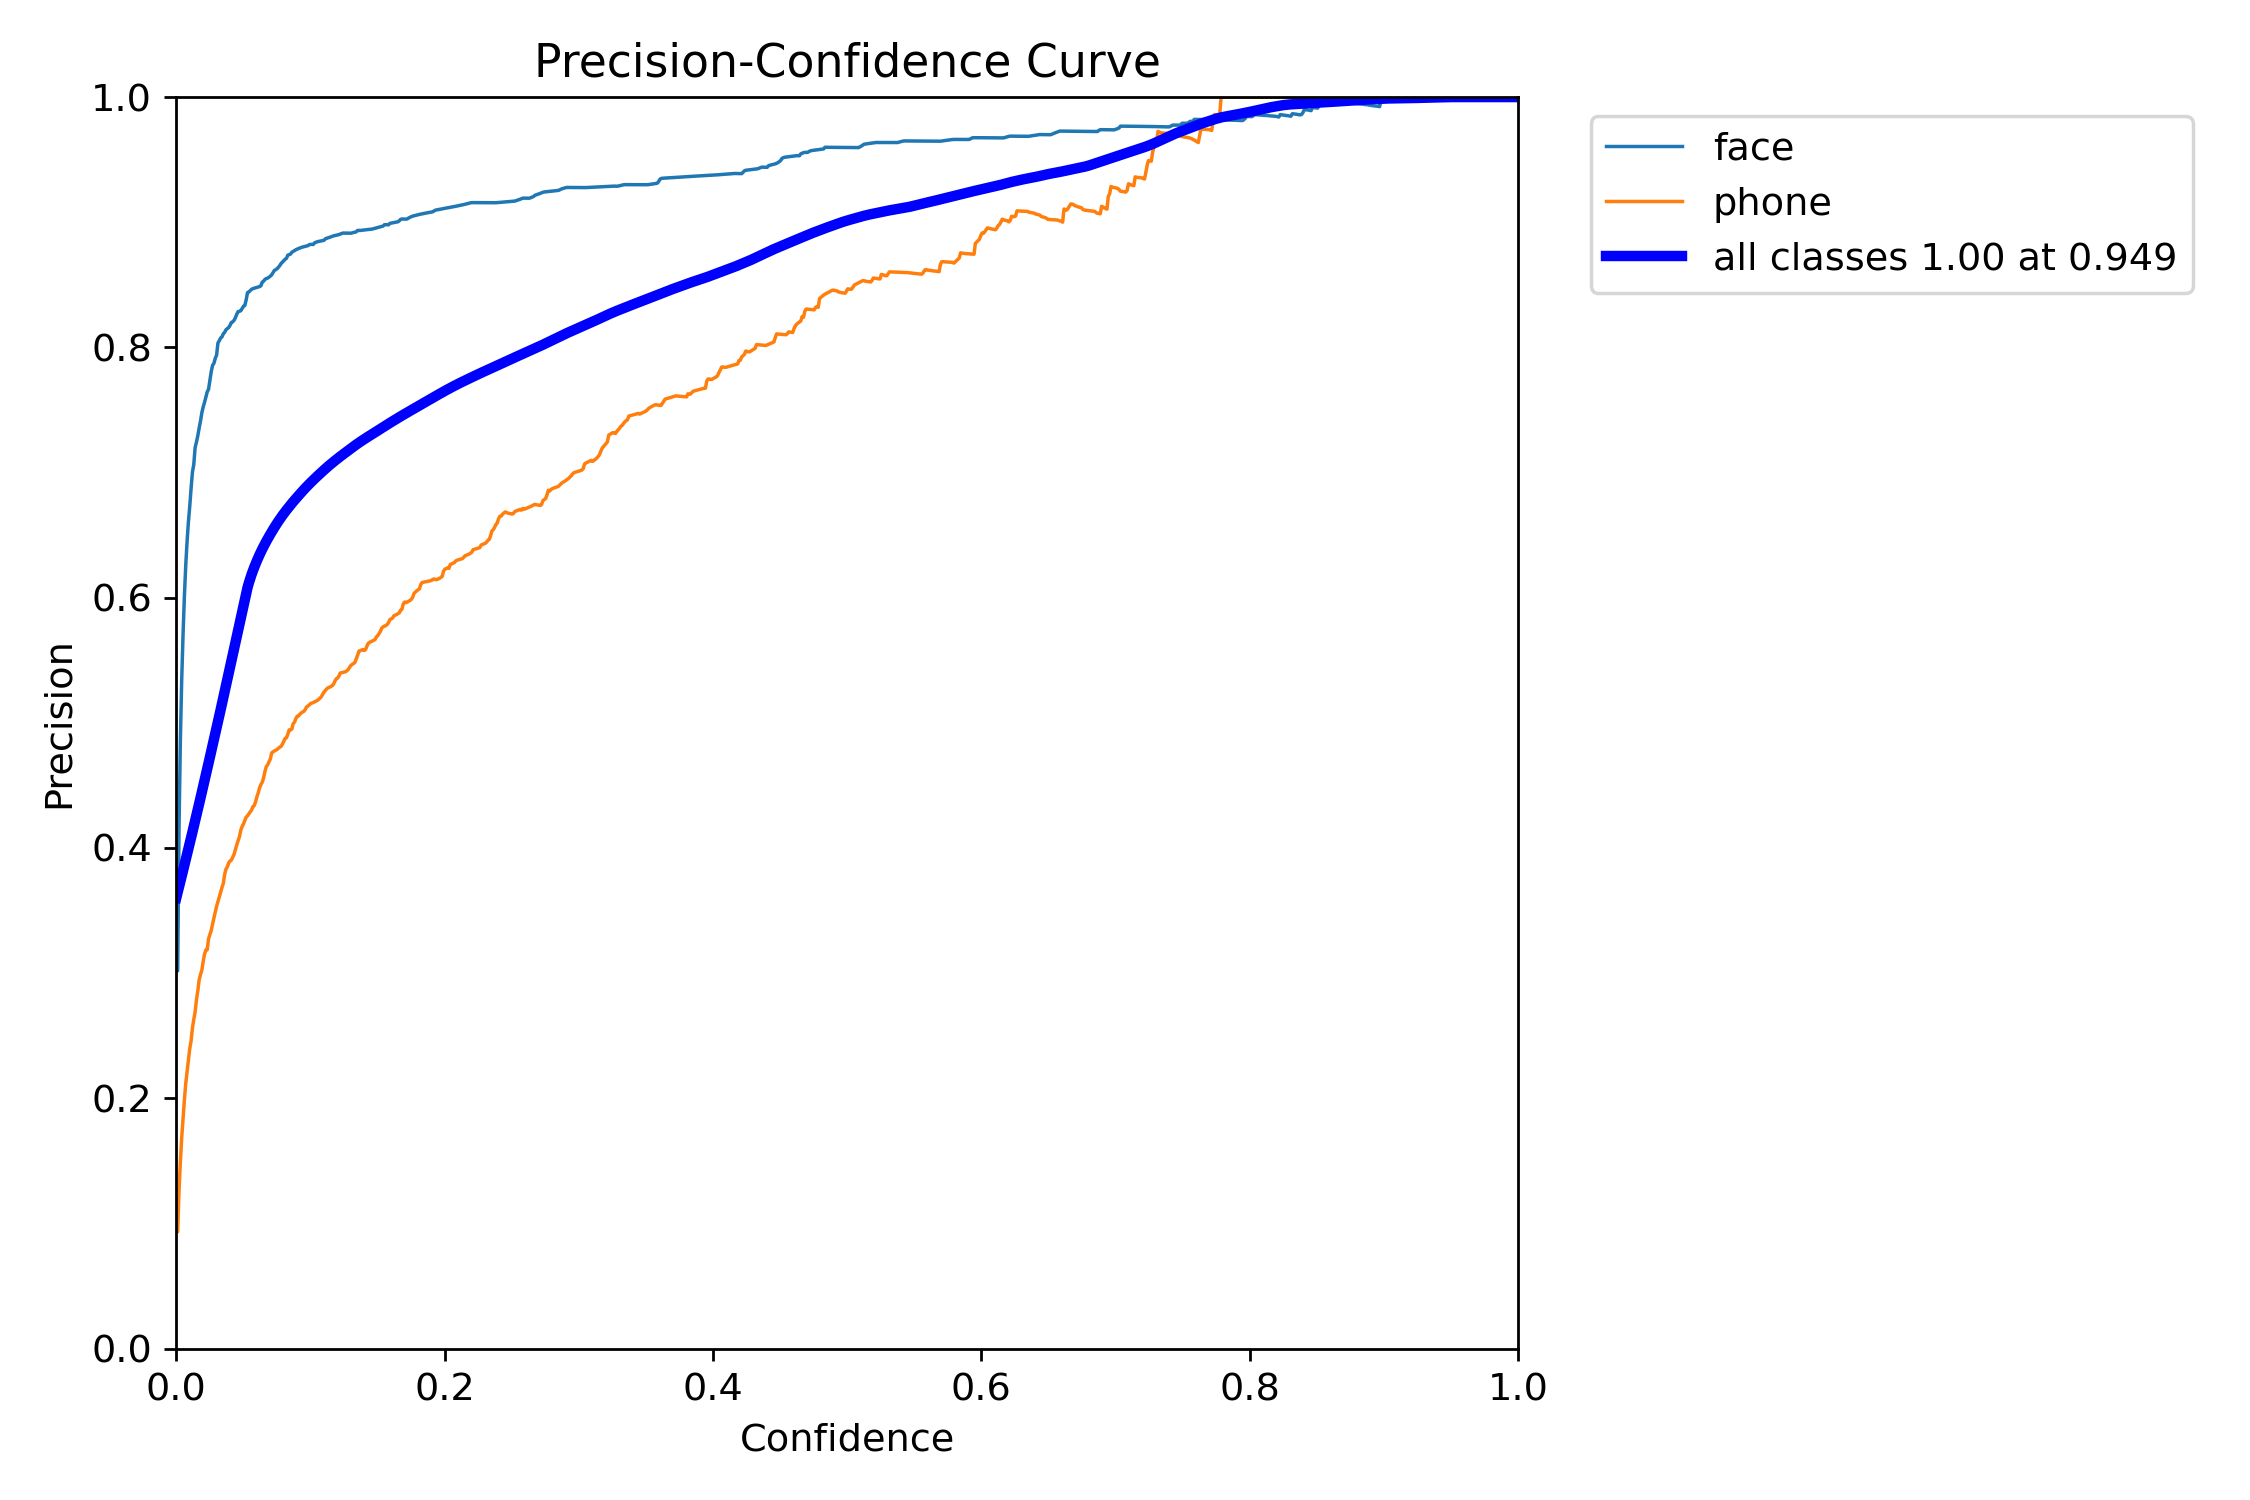 Precision-Confidence Curve
1.0
0.8
0.6
0.4
0.2
0.0
Precision
0.0 0.2 0.4 0.6 0.8 1.0
Confidence
face
phone
all classes 1.00 at 0.949